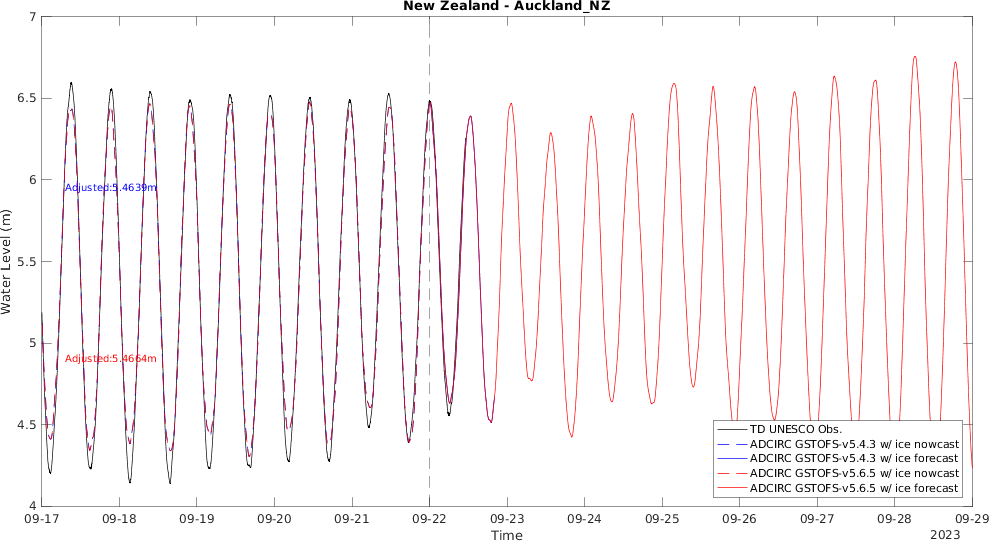 New Zealand - Auckland_NZ
7
6.5
6
5.5
5
4.5
4
Water Level (m)
Adjusted:5.4639m
Adjusted:5.4664m
TD UNESCO Obs.
ADCIRC GSTOFS-v5.4.3 w/ ice nowcast
ADCIRC GSTOFS-v5.4.3 w/ ice forecast
ADCIRC GSTOFS-v5.6.5 w/ ice nowcast
ADCIRC GSTOFS-v5.6.5 w/ ice forecast
09-17 09-18 09-19 09-20 09-21 09-22 09-23 09-24 09-25 09-26 09-27 09-28 09-29
Time
2023